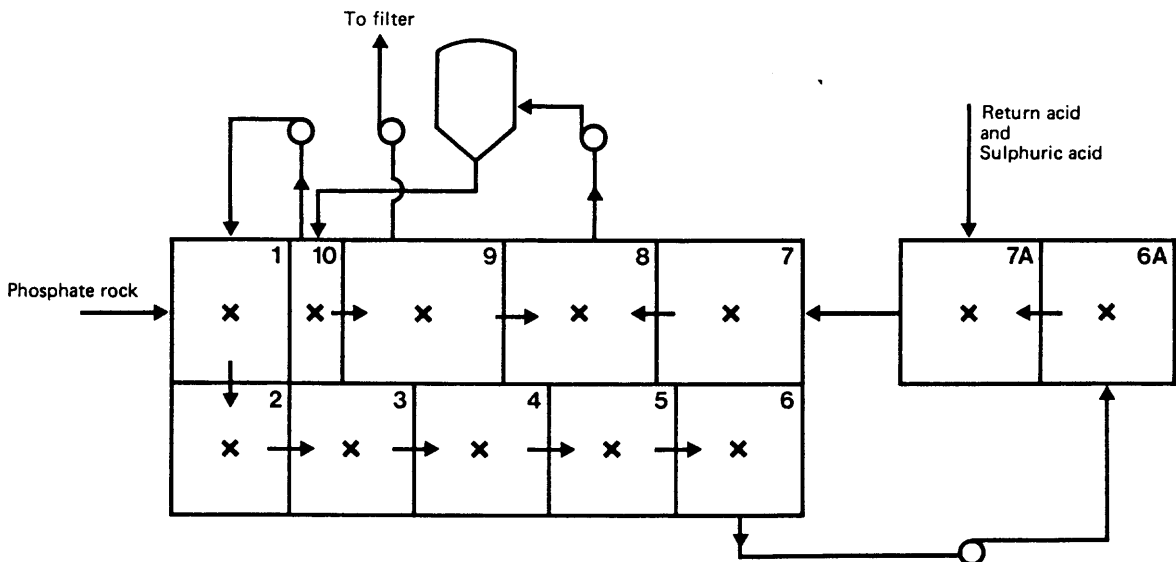 To filter
Return acid
and
Sulphuric acid
1
10
9
8
7
7A
6A
Phosphate rock
2
3
4
5
6